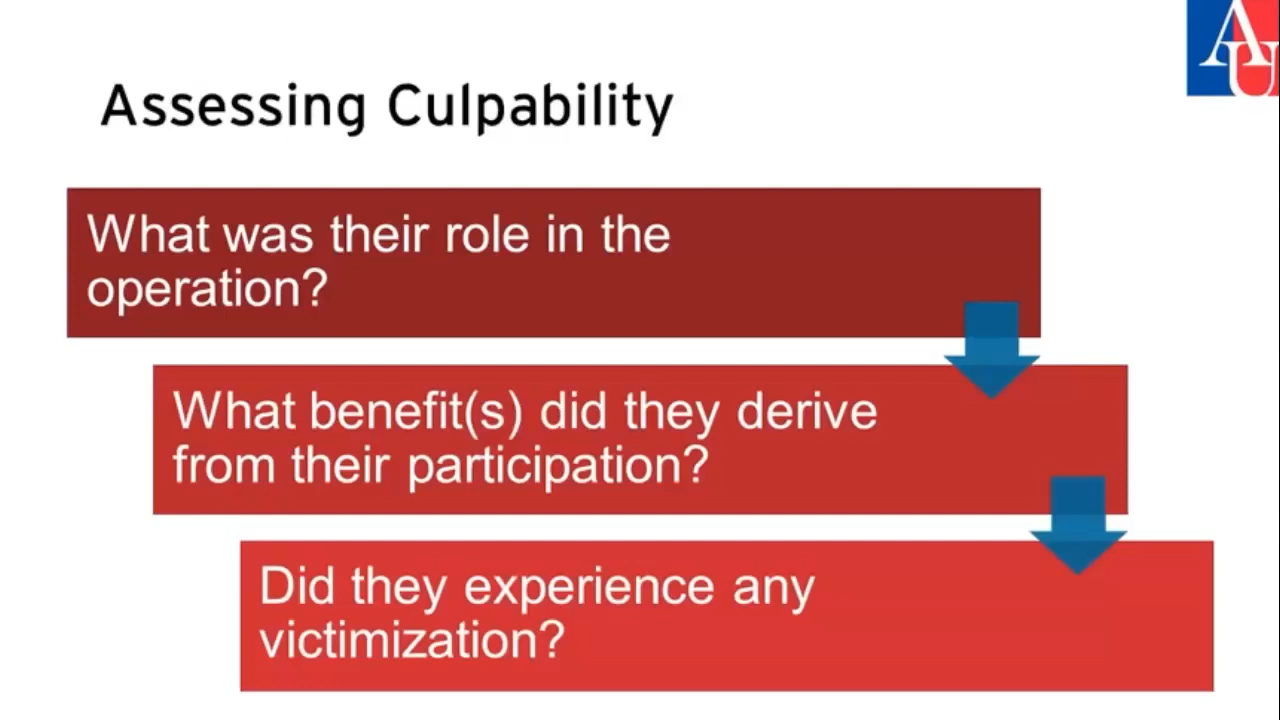 AU
Assessing Culpability
What was their role in the
operation?
What benefit(s) did they derive
from their participation?
Did they experience any
victimization?